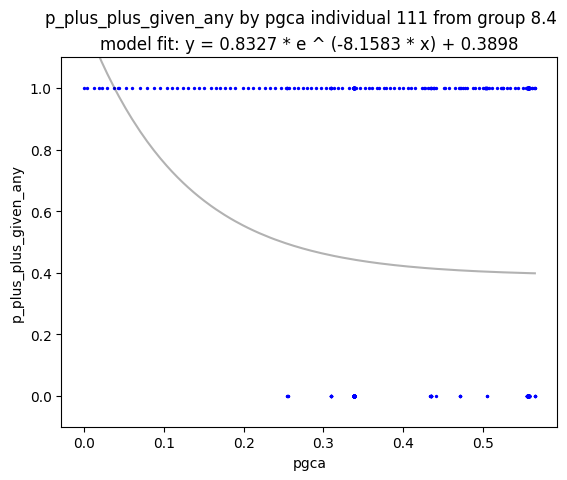 p_plus_plus_given_any by pgca individual 111 from group 8.4
model fit: y = 0.8327 * e ^ (-8.1583 * x) + 0.3898
1.0
0.8
0.6
0.4
0.2
0.0
p_plus_plus_given_any
0.0 0.1 0.2 0.3 0.4 0.5
pgca